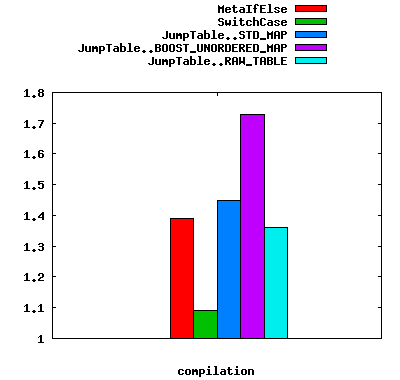 MetaIfElse
SwitchCase
JumpTable..STD_MAP
JumpTable..BOOST_UNORDERED_MAP
JumpTable..RAW_TABLE
1.8
1.7
1.6
1.5
1.4
1.3
1.2
1.1
1
compilation